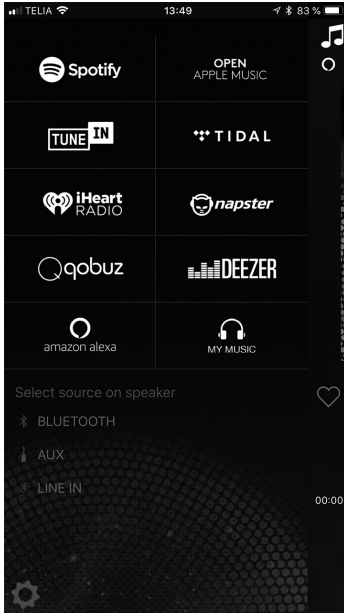 TELIA 13:49 83 %
Spotify
OPEN
APPLE MUSIC
TUNE IN
TIDAL
iHeart
RADIO
napster
qobuz
DEEZER
amazon alexa
MY MUSIC
Select source on speaker
BLUETOOTH
AUX
LINE IN
00:00